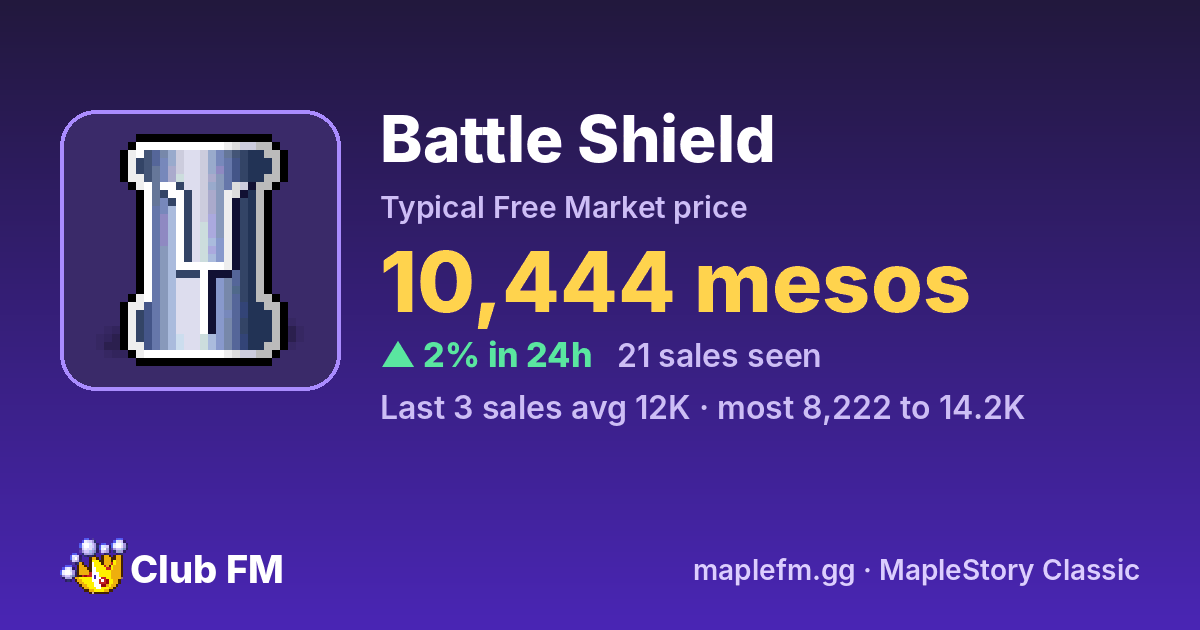 Battle Shield
Typical Free Market price
10,444 mesos
▲ 2% in 24h 21 sales seen
Last 3 sales avg 12K · most 8,222 to 14.2K
Club FM
maplefm.gg · MapleStory Classic